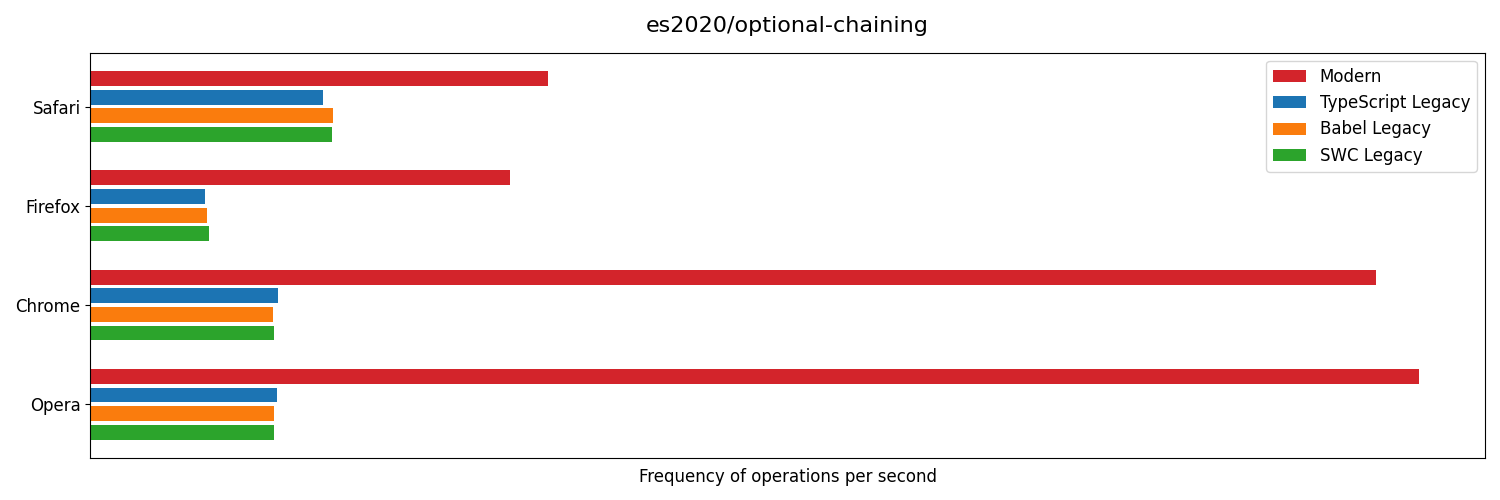 es2020/optional-chaining
Modern
TypeScript Legacy
Babel Legacy
SWC Legacy
Safari
Firefox
Chrome
Opera
Frequency of operations per second